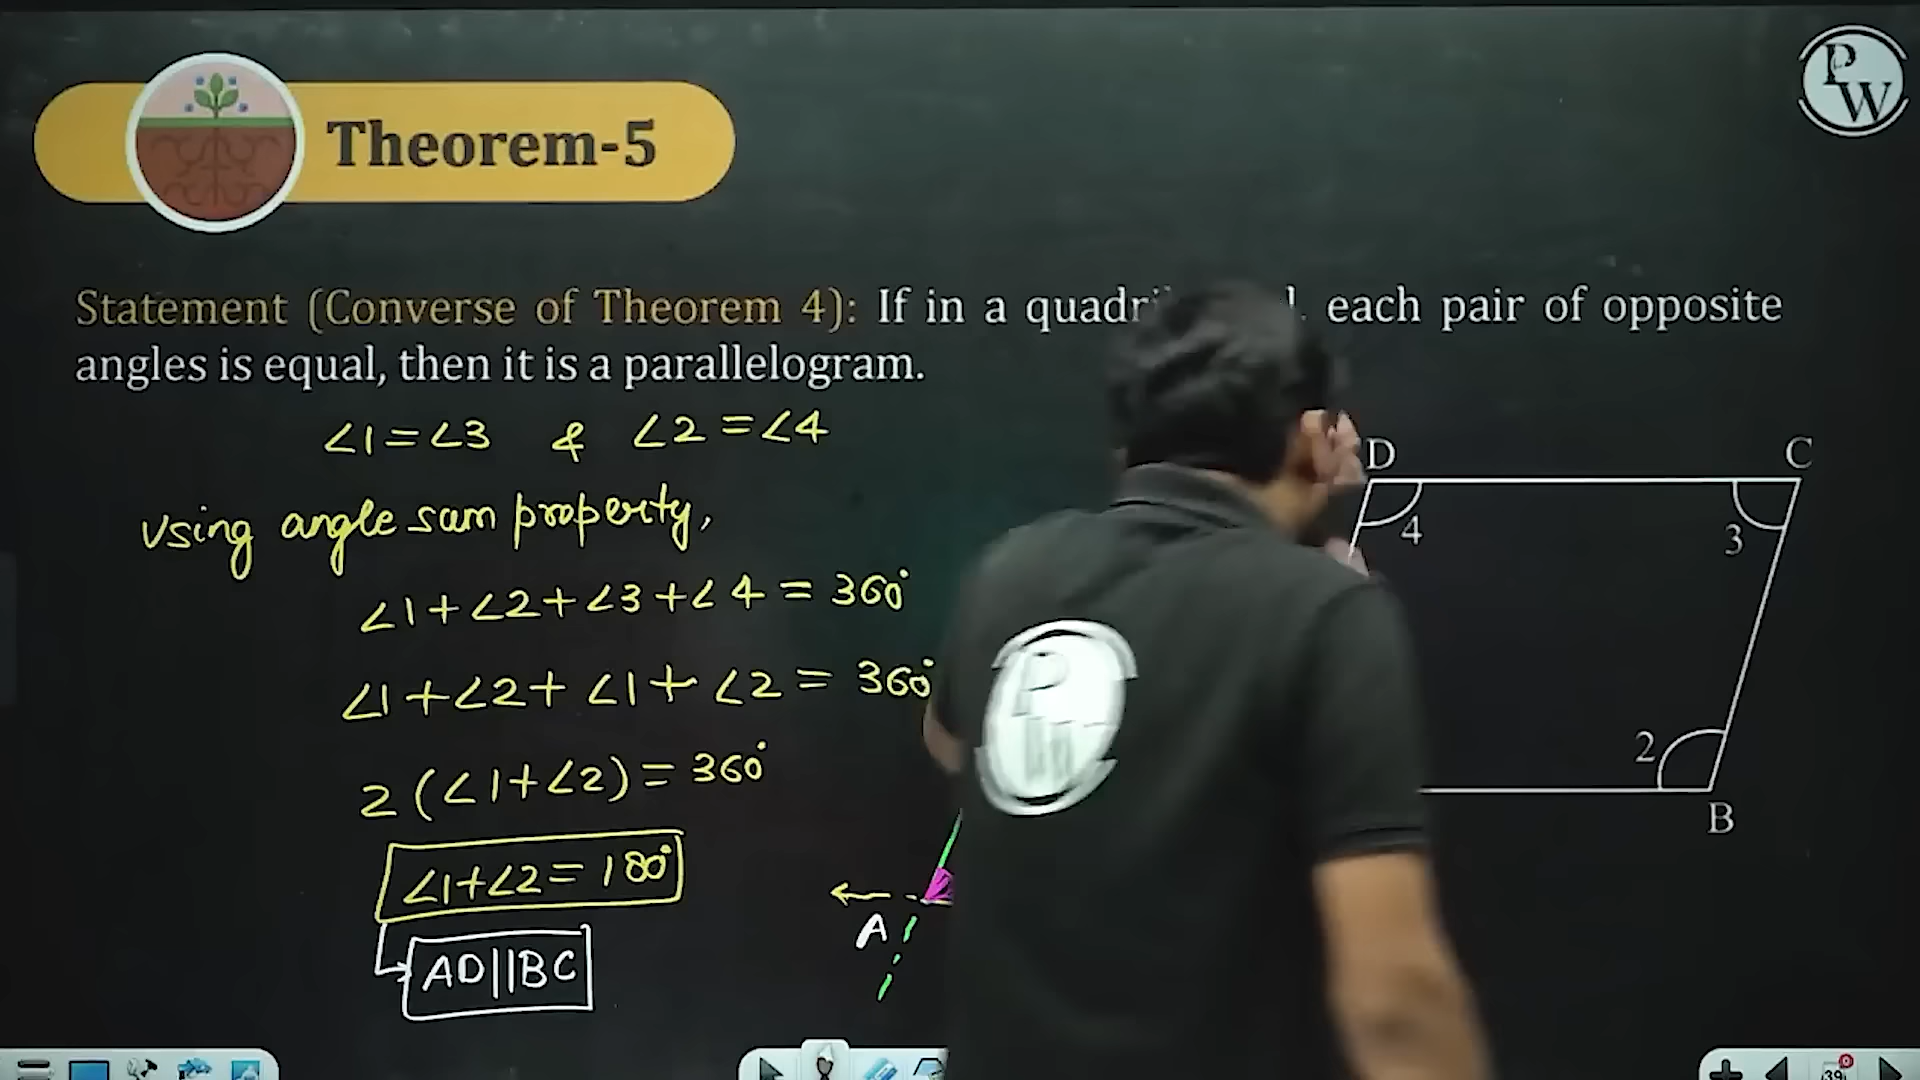 P
W
Theorem-5
Statement (Converse of Theorem 4): If in a each pair of opposite
angles is equal, then it is a parallelogram.
∠1=∠3 & ∠2=∠4
Using angle sum property,
∠1+∠2+∠3+∠4 = 360°
∠1+∠2+∠1+∠2 = 360°
2(∠1+∠2) = 360°
∠1+∠2 = 180°
AD||BC
A
D
C
4
3
2
B
P
W
39